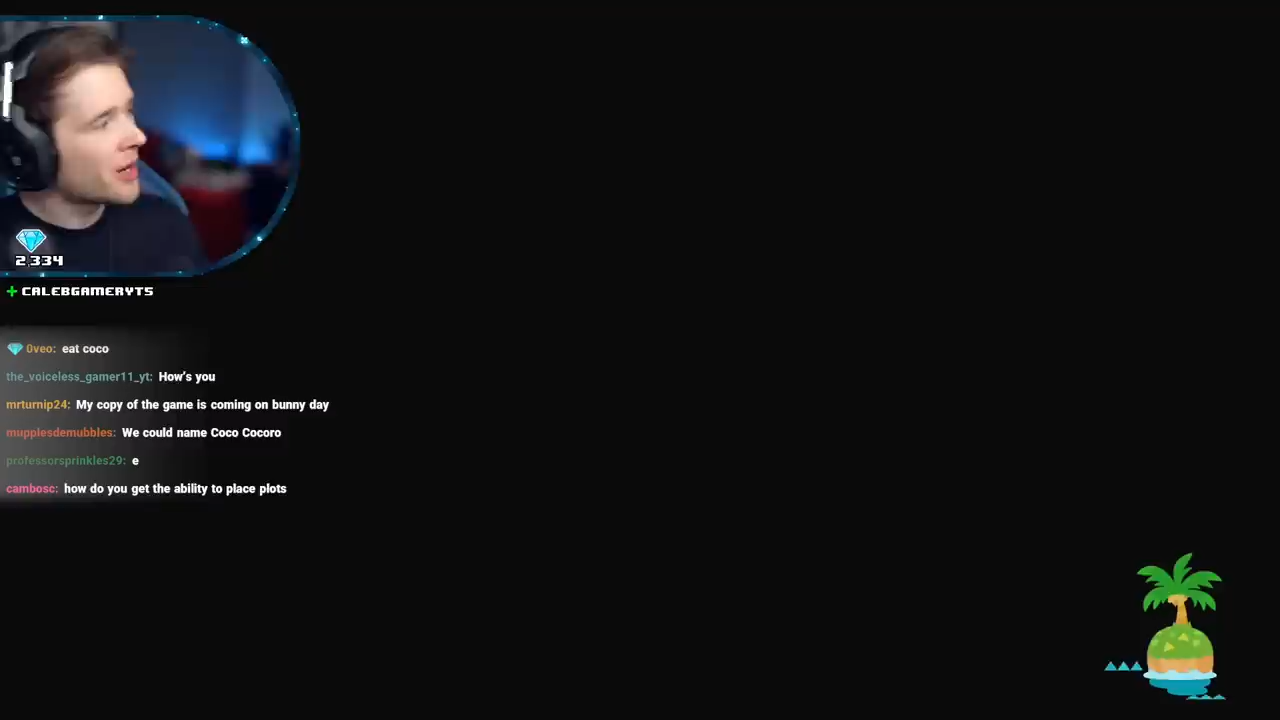 2,334
+ CALEBGAMERYTS
0veo: eat coco
the_voiceless_gamer11_yt: How's you
mrturnip24: My copy of the game is coming on bunny day
mupplesdemubbles: We could name Coco Cocoro
professorsprinkles29: e
cambosc: how do you get the ability to place plots